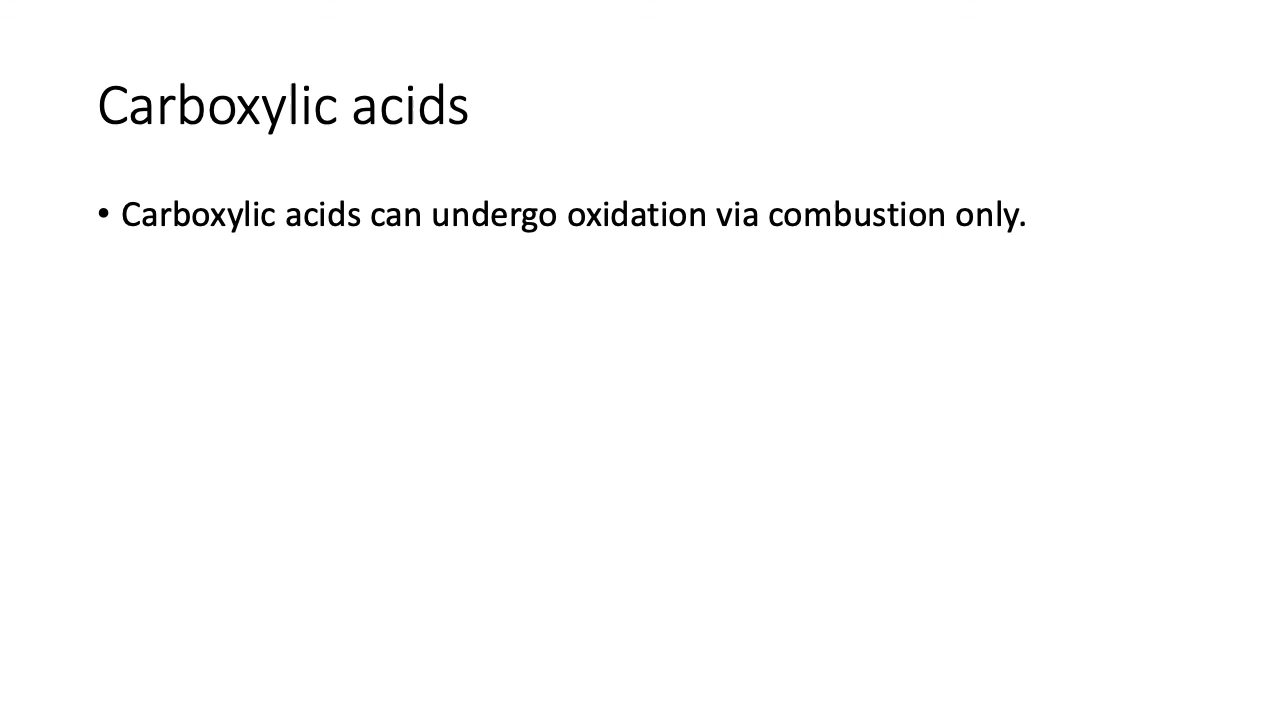 Carboxylic acids
• Carboxylic acids can undergo oxidation via combustion only.